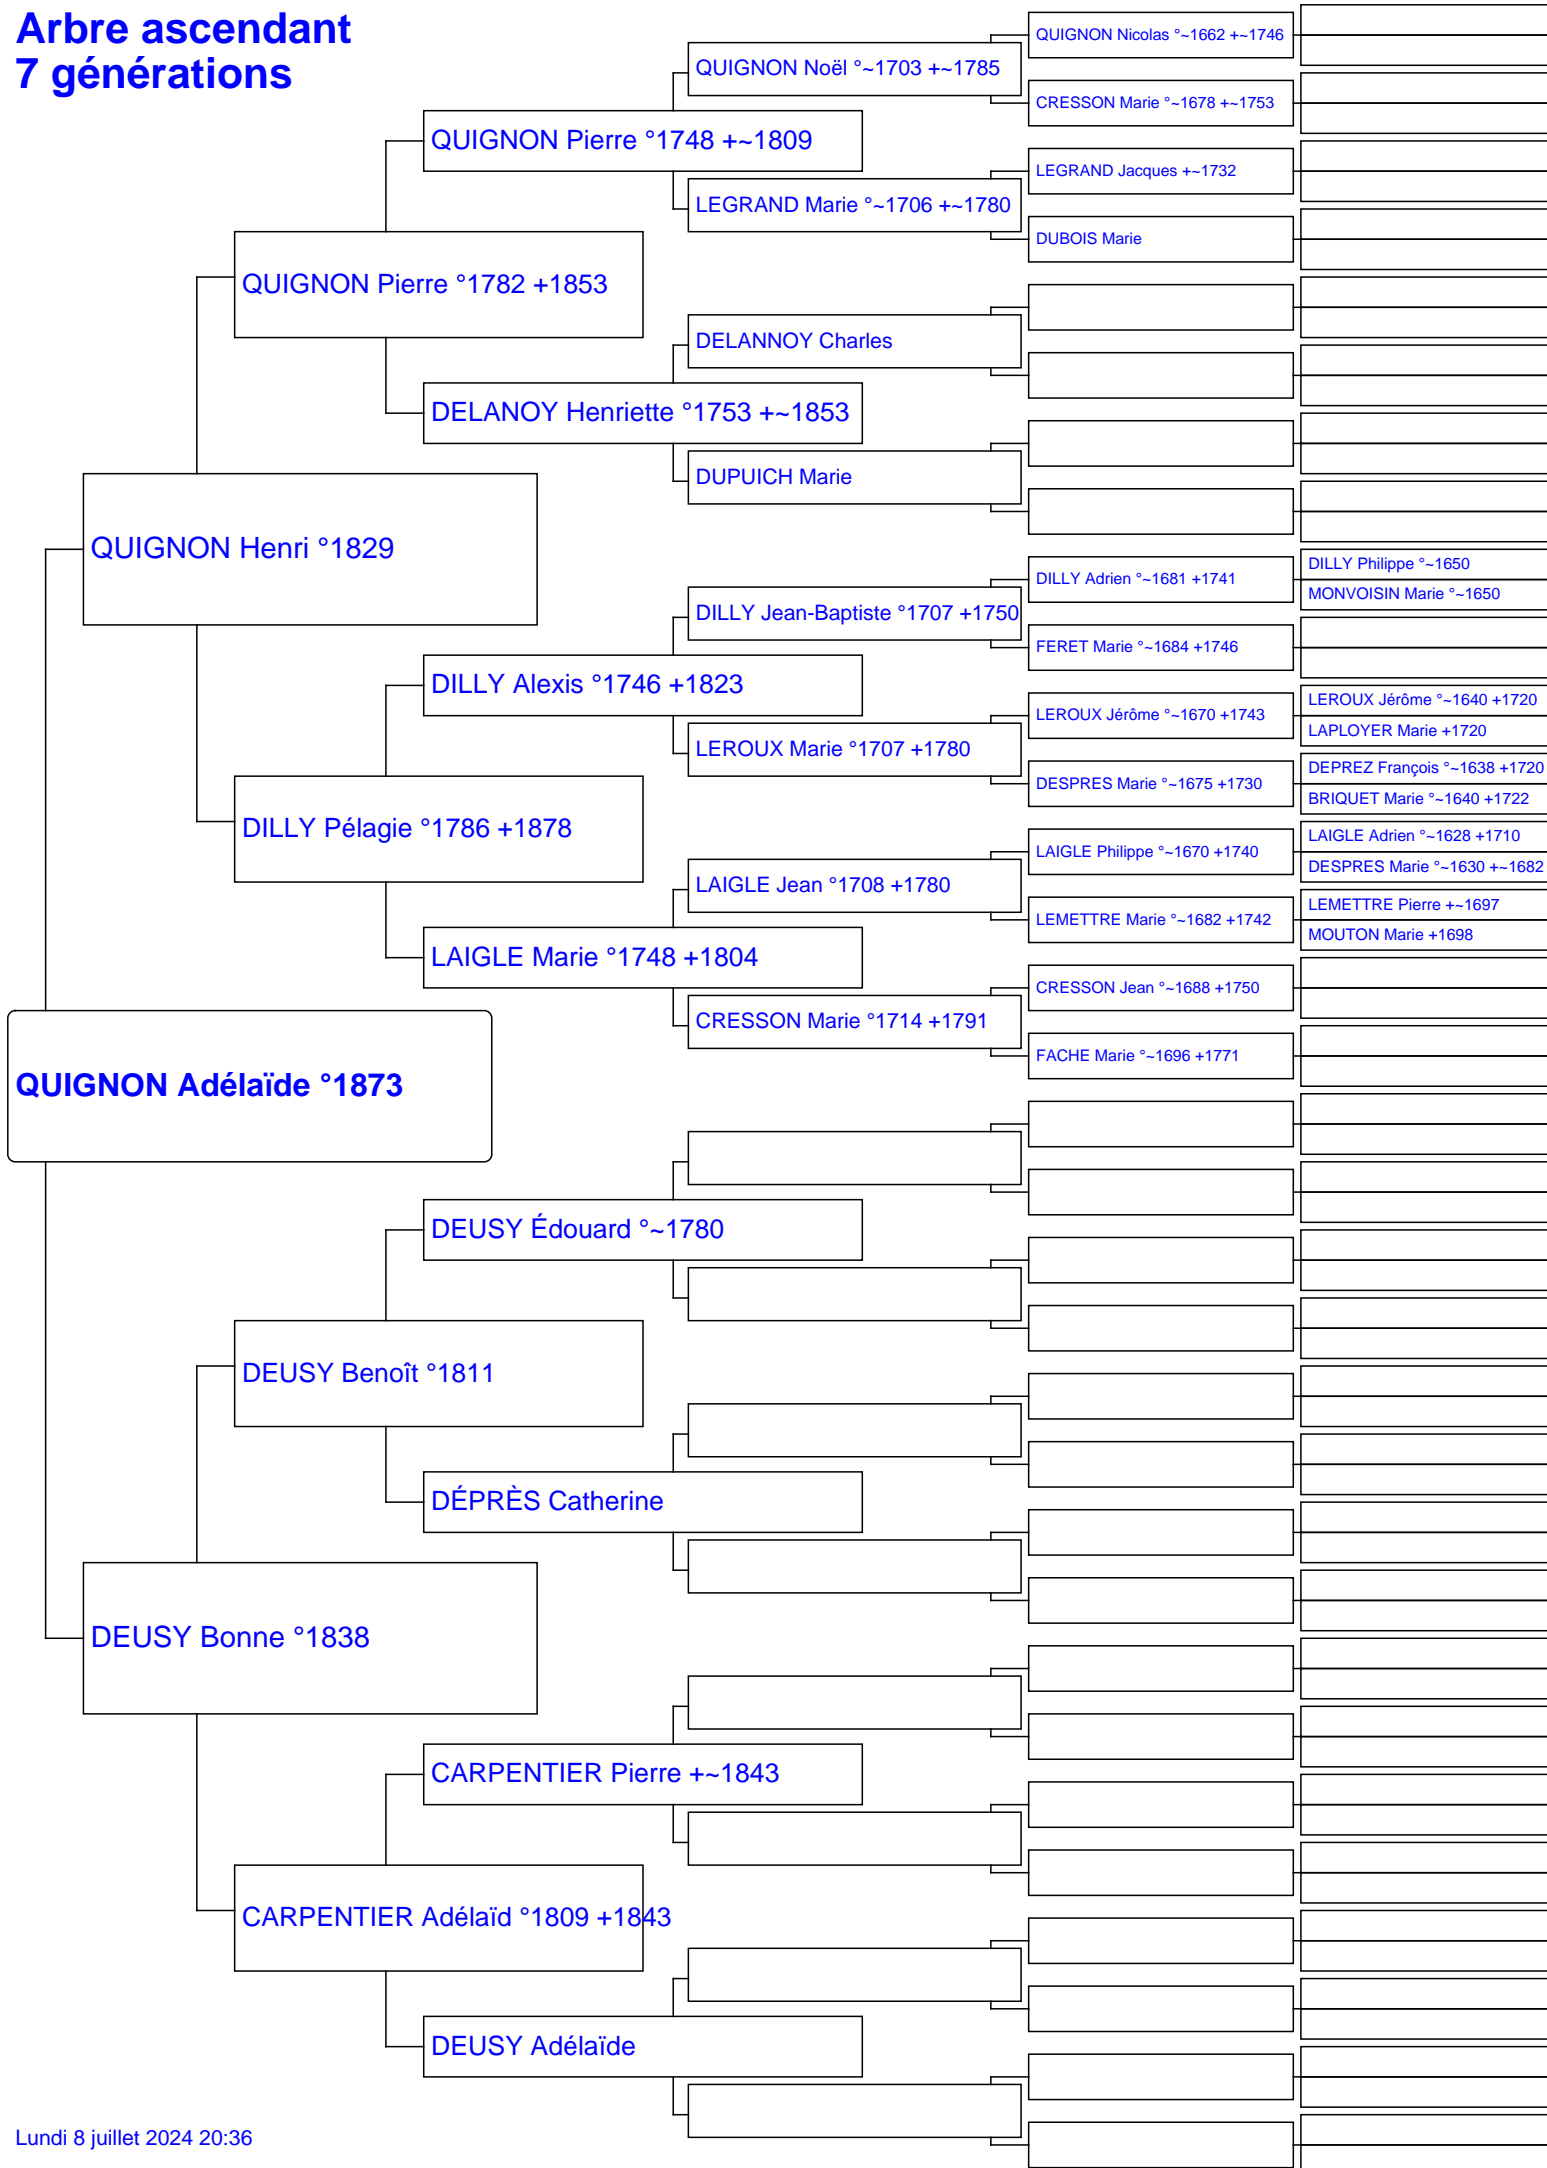 Arbre ascendant
7 générations
QUIGNON Nicolas °~1662 +~1746
QUIGNON Noël °~1703 +~1785
CRESSON Marie °~1678 +~1753
QUIGNON Pierre °1748 +~1809
LEGRAND Jacques +~1732
LEGRAND Marie °~1706 +~1780
DUBOIS Marie
QUIGNON Pierre °1782 +1853
DELANNOY Charles
DELANOY Henriette °1753 +~1853
DUPUICH Marie
QUIGNON Henri °1829
DILLY Philippe °~1650
DILLY Adrien °~1681 +1741
MONVOISIN Marie °~1650
DILLY Jean-Baptiste °1707 +1750
FERET Marie °~1684 +1746
DILLY Alexis °1746 +1823
LEROUX Jérôme °~1640 +1720
LEROUX Jérôme °~1670 +1743
LAPLOYER Marie +1720
LEROUX Marie °1707 +1780
DEPREZ François °~1638 +1720
DESPRES Marie °~1675 +1730
BRIQUET Marie °~1640 +1722
DILLY Pélagie °1786 +1878
LAIGLE Adrien °~1628 +1710
LAIGLE Philippe °~1670 +1740
DESPRES Marie °~1630 +~1682
LAIGLE Jean °1708 +1780
LEMETTRE Pierre +~1697
LEMETTRE Marie °~1682 +1742
MOUTON Marie +1698
LAIGLE Marie °1748 +1804
CRESSON Jean °~1688 +1750
CRESSON Marie °1714 +1791
FACHE Marie °~1696 +1771
QUIGNON Adélaïde °1873
DEUSY Édouard °~1780
DEUSY Benoît °1811
DÉPRÈS Catherine
DEUSY Bonne °1838
CARPENTIER Pierre +~1843
CARPENTIER Adélaïd °1809 +1843
DEUSY Adélaïde
Lundi 8 juillet 2024 20:36